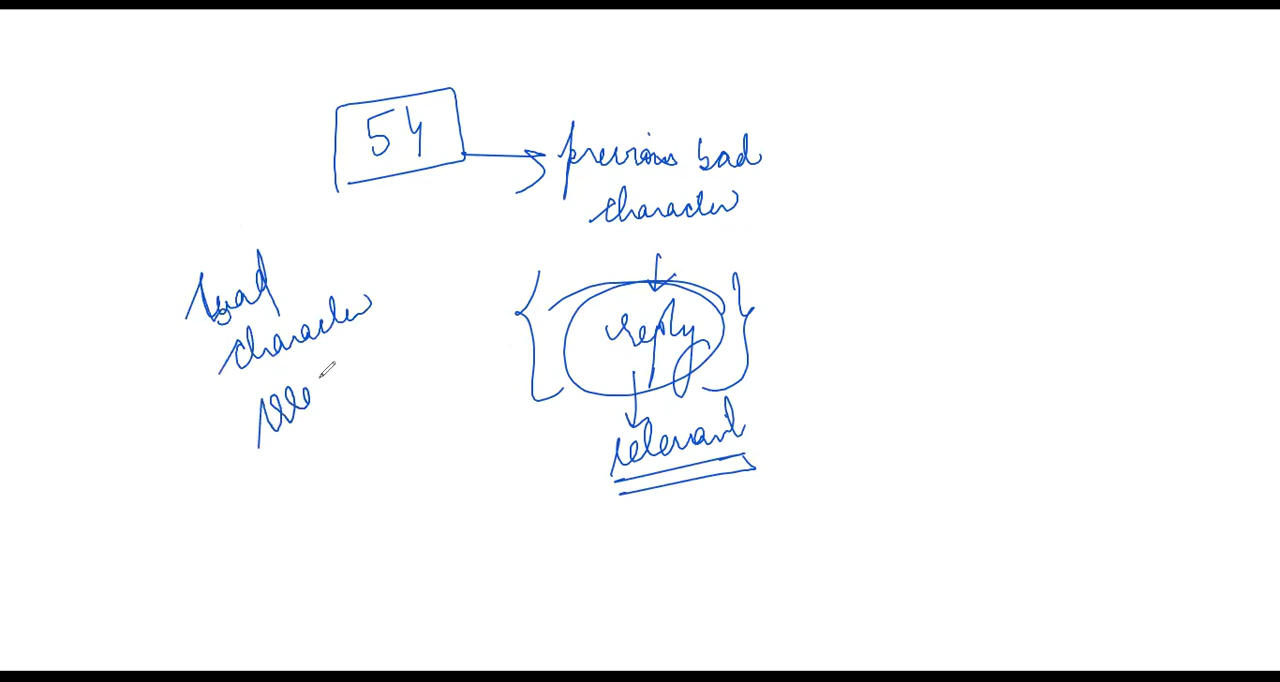 54
previous bad
character
bad
character
reply
relevant